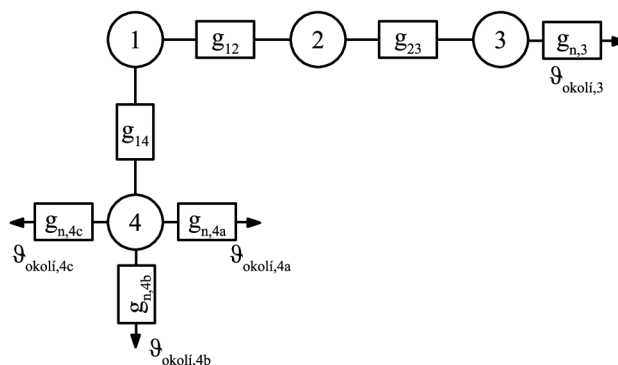 1 g12 2 g23 3 gn,3
ϑokolí,3
g14
gn,4c 4 gn,4a
ϑokolí,4c ϑokolí,4a
gn,4b
ϑokolí,4b